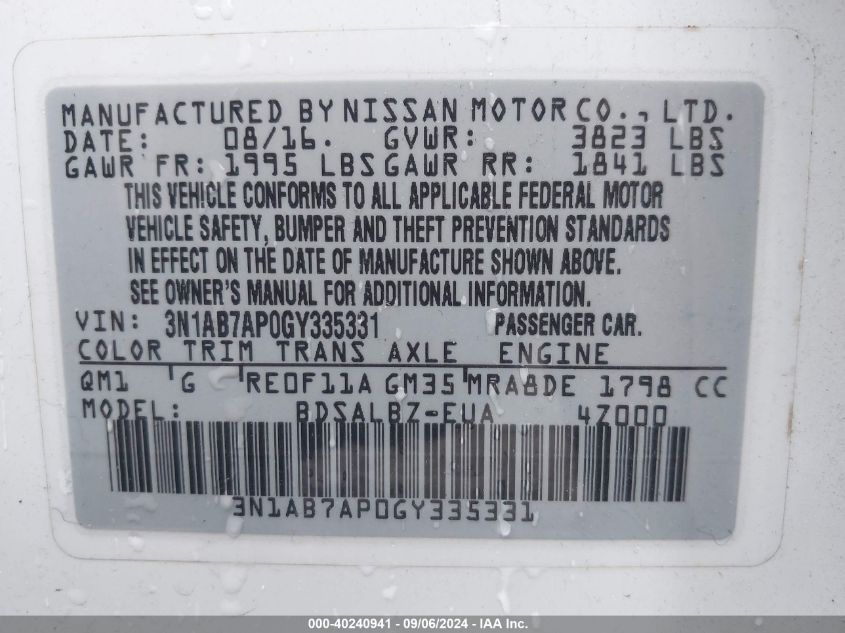 MANUFACTURED BY NISSAN MOTOR CO., LTD.
DATE: 08/16. GVWR: 3823 LBS
GAWR FR: 1995 LBS GAWR RR: 1841 LBS
THIS VEHICLE CONFORMS TO ALL APPLICABLE FEDERAL MOTOR
VEHICLE SAFETY, BUMPER AND THEFT PREVENTION STANDARDS
IN EFFECT ON THE DATE OF MANUFACTURE SHOWN ABOVE.
SEE OWNER'S MANUAL FOR ADDITIONAL INFORMATION.
VIN: 3N1AB7AP0GY335331 PASSENGER CAR.
COLOR TRIM TRANS AXLE ENGINE
QM1 G RE0F11A GM35 MRA8DE 1798 CC
MODEL: BDSALBZ-EUA 4Z000
3N1AB7AP0GY335331
000-40240941 - 09/06/2024 - IAA Inc.